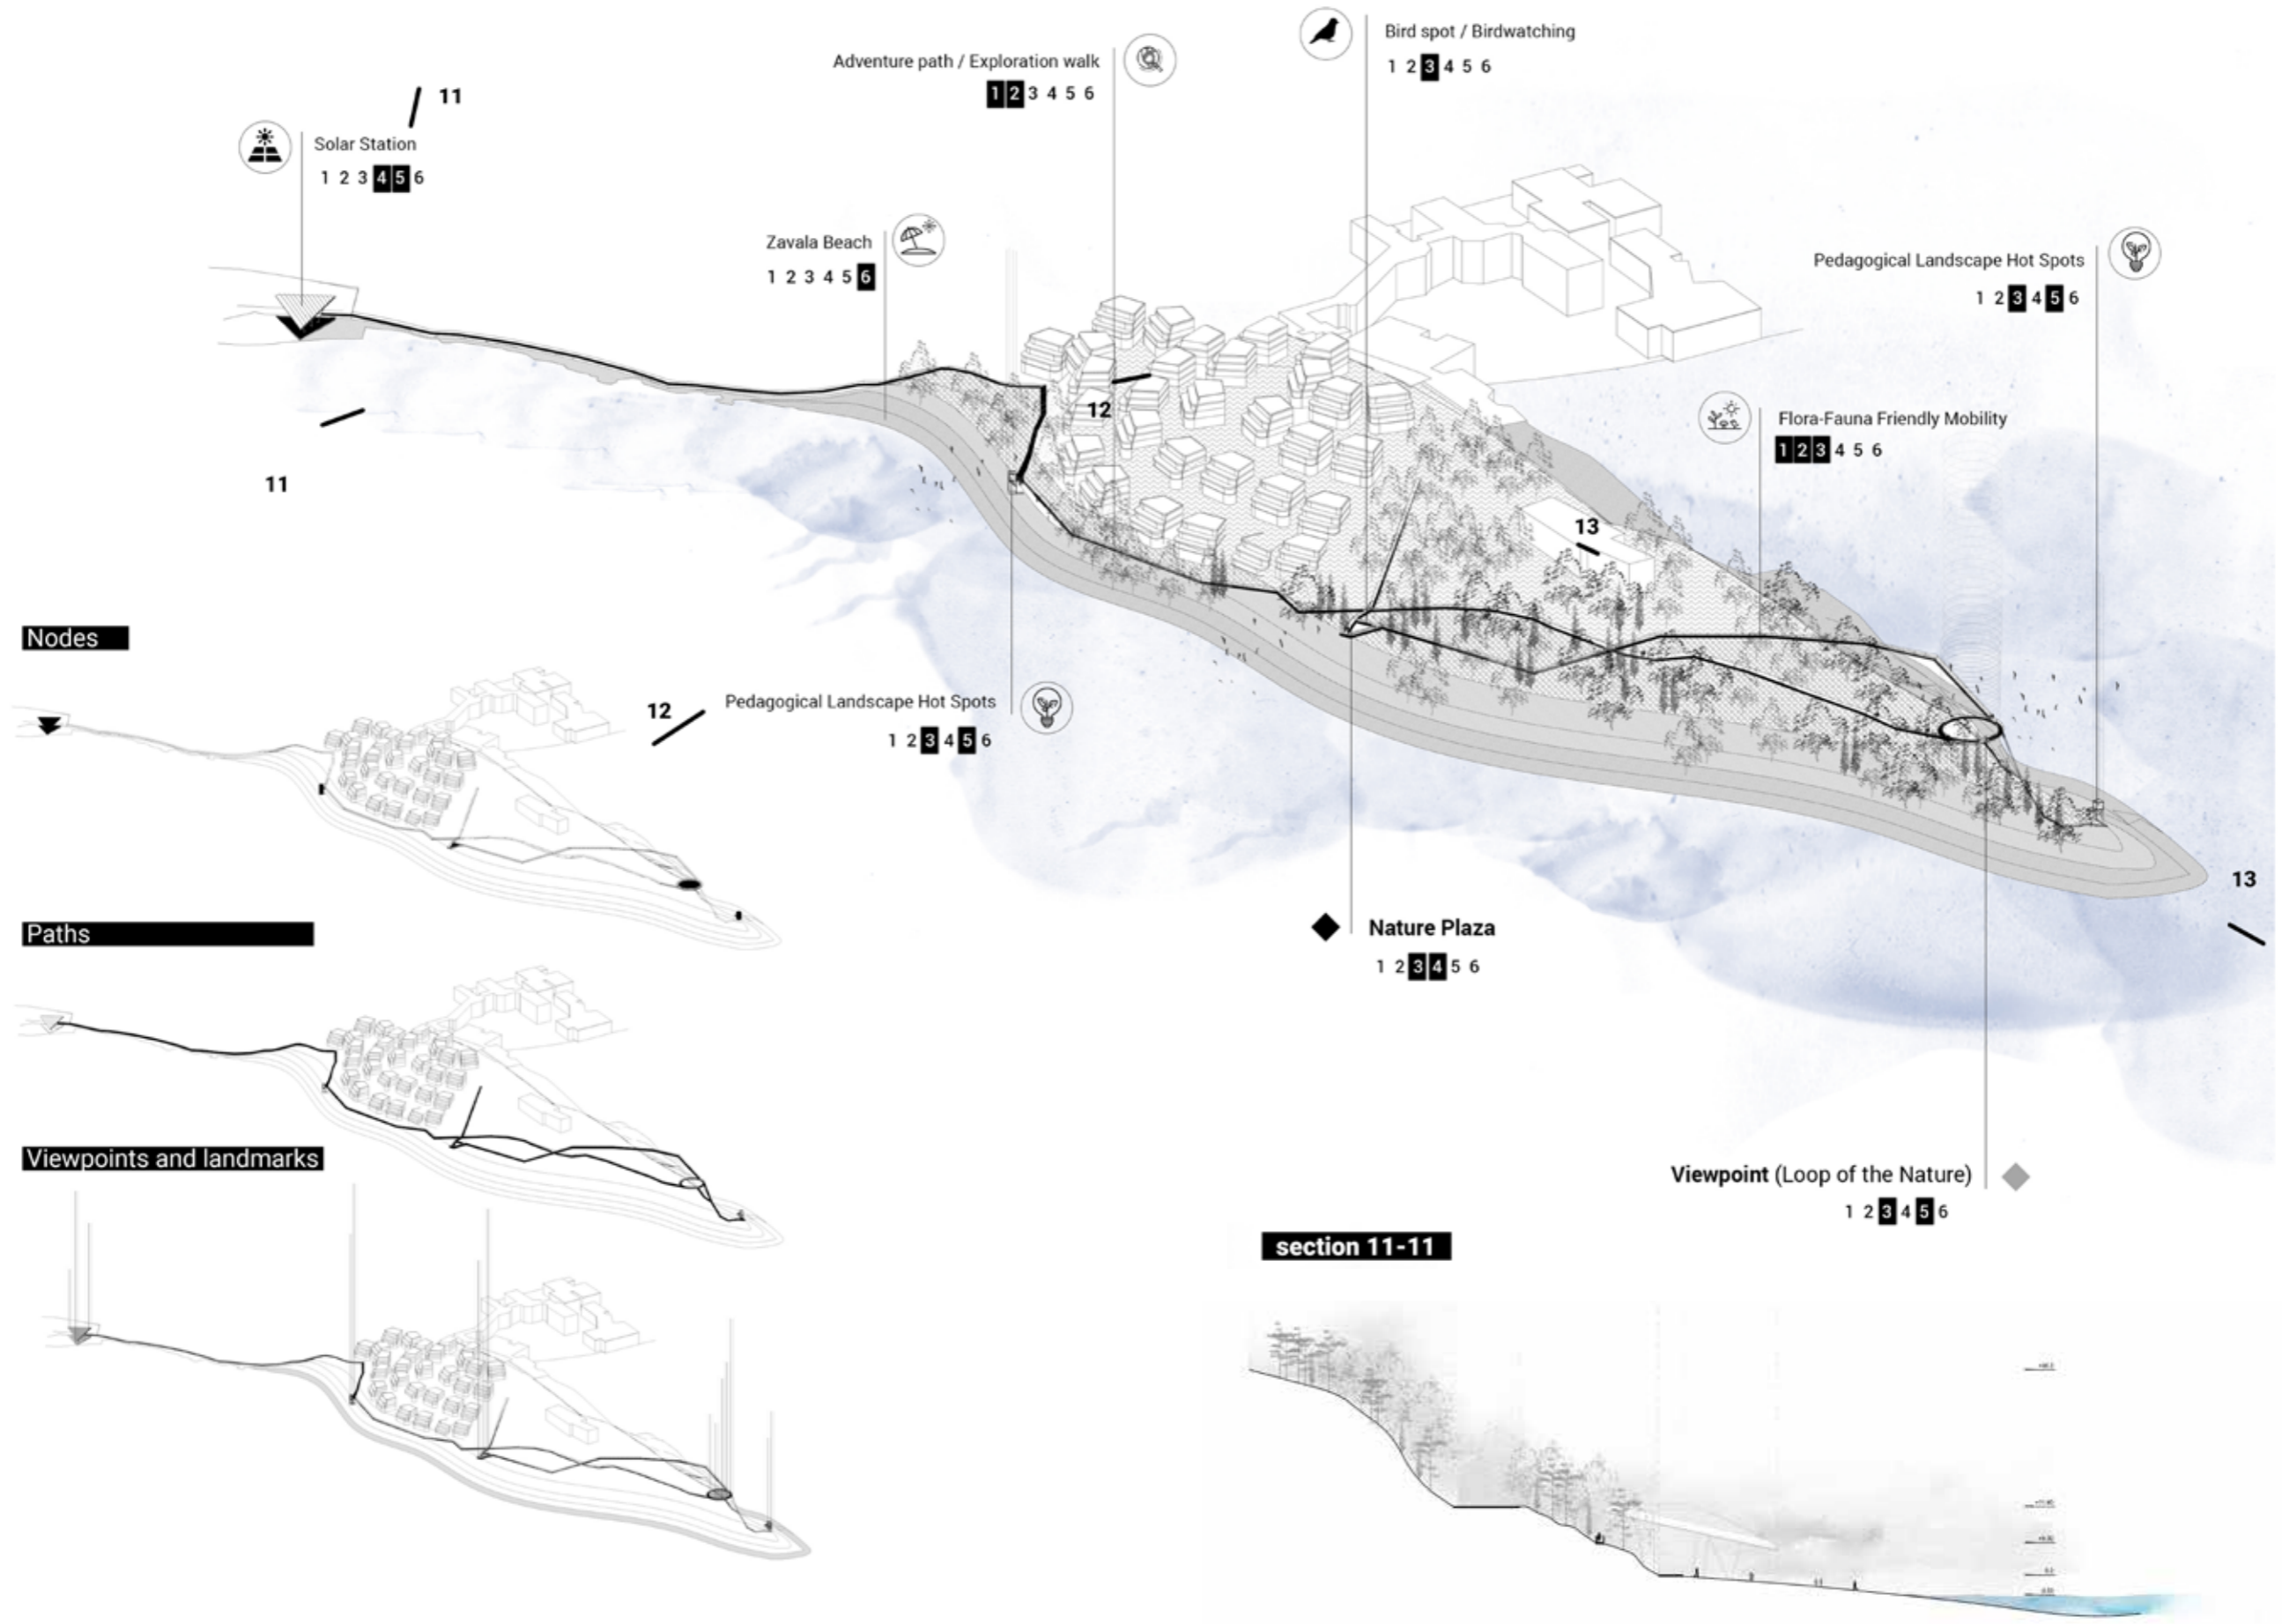 Bird spot / Birdwatching
1 2 3 4 5 6
Adventure path / Exploration walk
1 2 3 4 5 6
11
Solar Station
1 2 3 4 5 6
Zavala Beach
1 2 3 4 5 6
Pedagogical Landscape Hot Spots
1 2 3 4 5 6
12
Flora-Fauna Friendly Mobility
1 2 3 4 5 6
11
13
Nodes
12
Pedagogical Landscape Hot Spots
1 2 3 4 5 6
13
Paths
Nature Plaza
1 2 3 4 5 6
Viewpoints and landmarks
Viewpoint (Loop of the Nature)
1 2 3 4 5 6
section 11-11